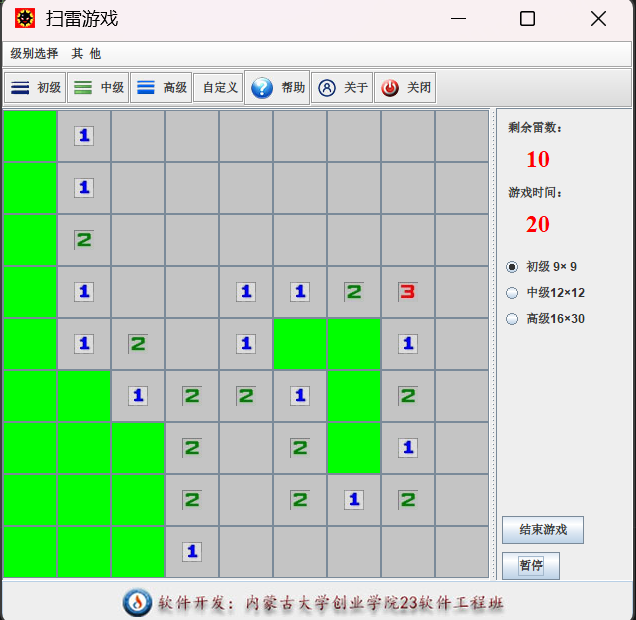 扫雷游戏
级别选择 其 他
初级 中级 高级 自定义 帮助 关于 关闭
剩余雷数：
10
游戏时间：
20
初级 9× 9
中级12×12
高级16×30
1
1
2
1 1 1 2 3
1 2 1 1
1 2 2 1 2
2 2 1
2 2 1 2
1
结束游戏
暂停
软件开发：内蒙古大学创业学院23软件工程班